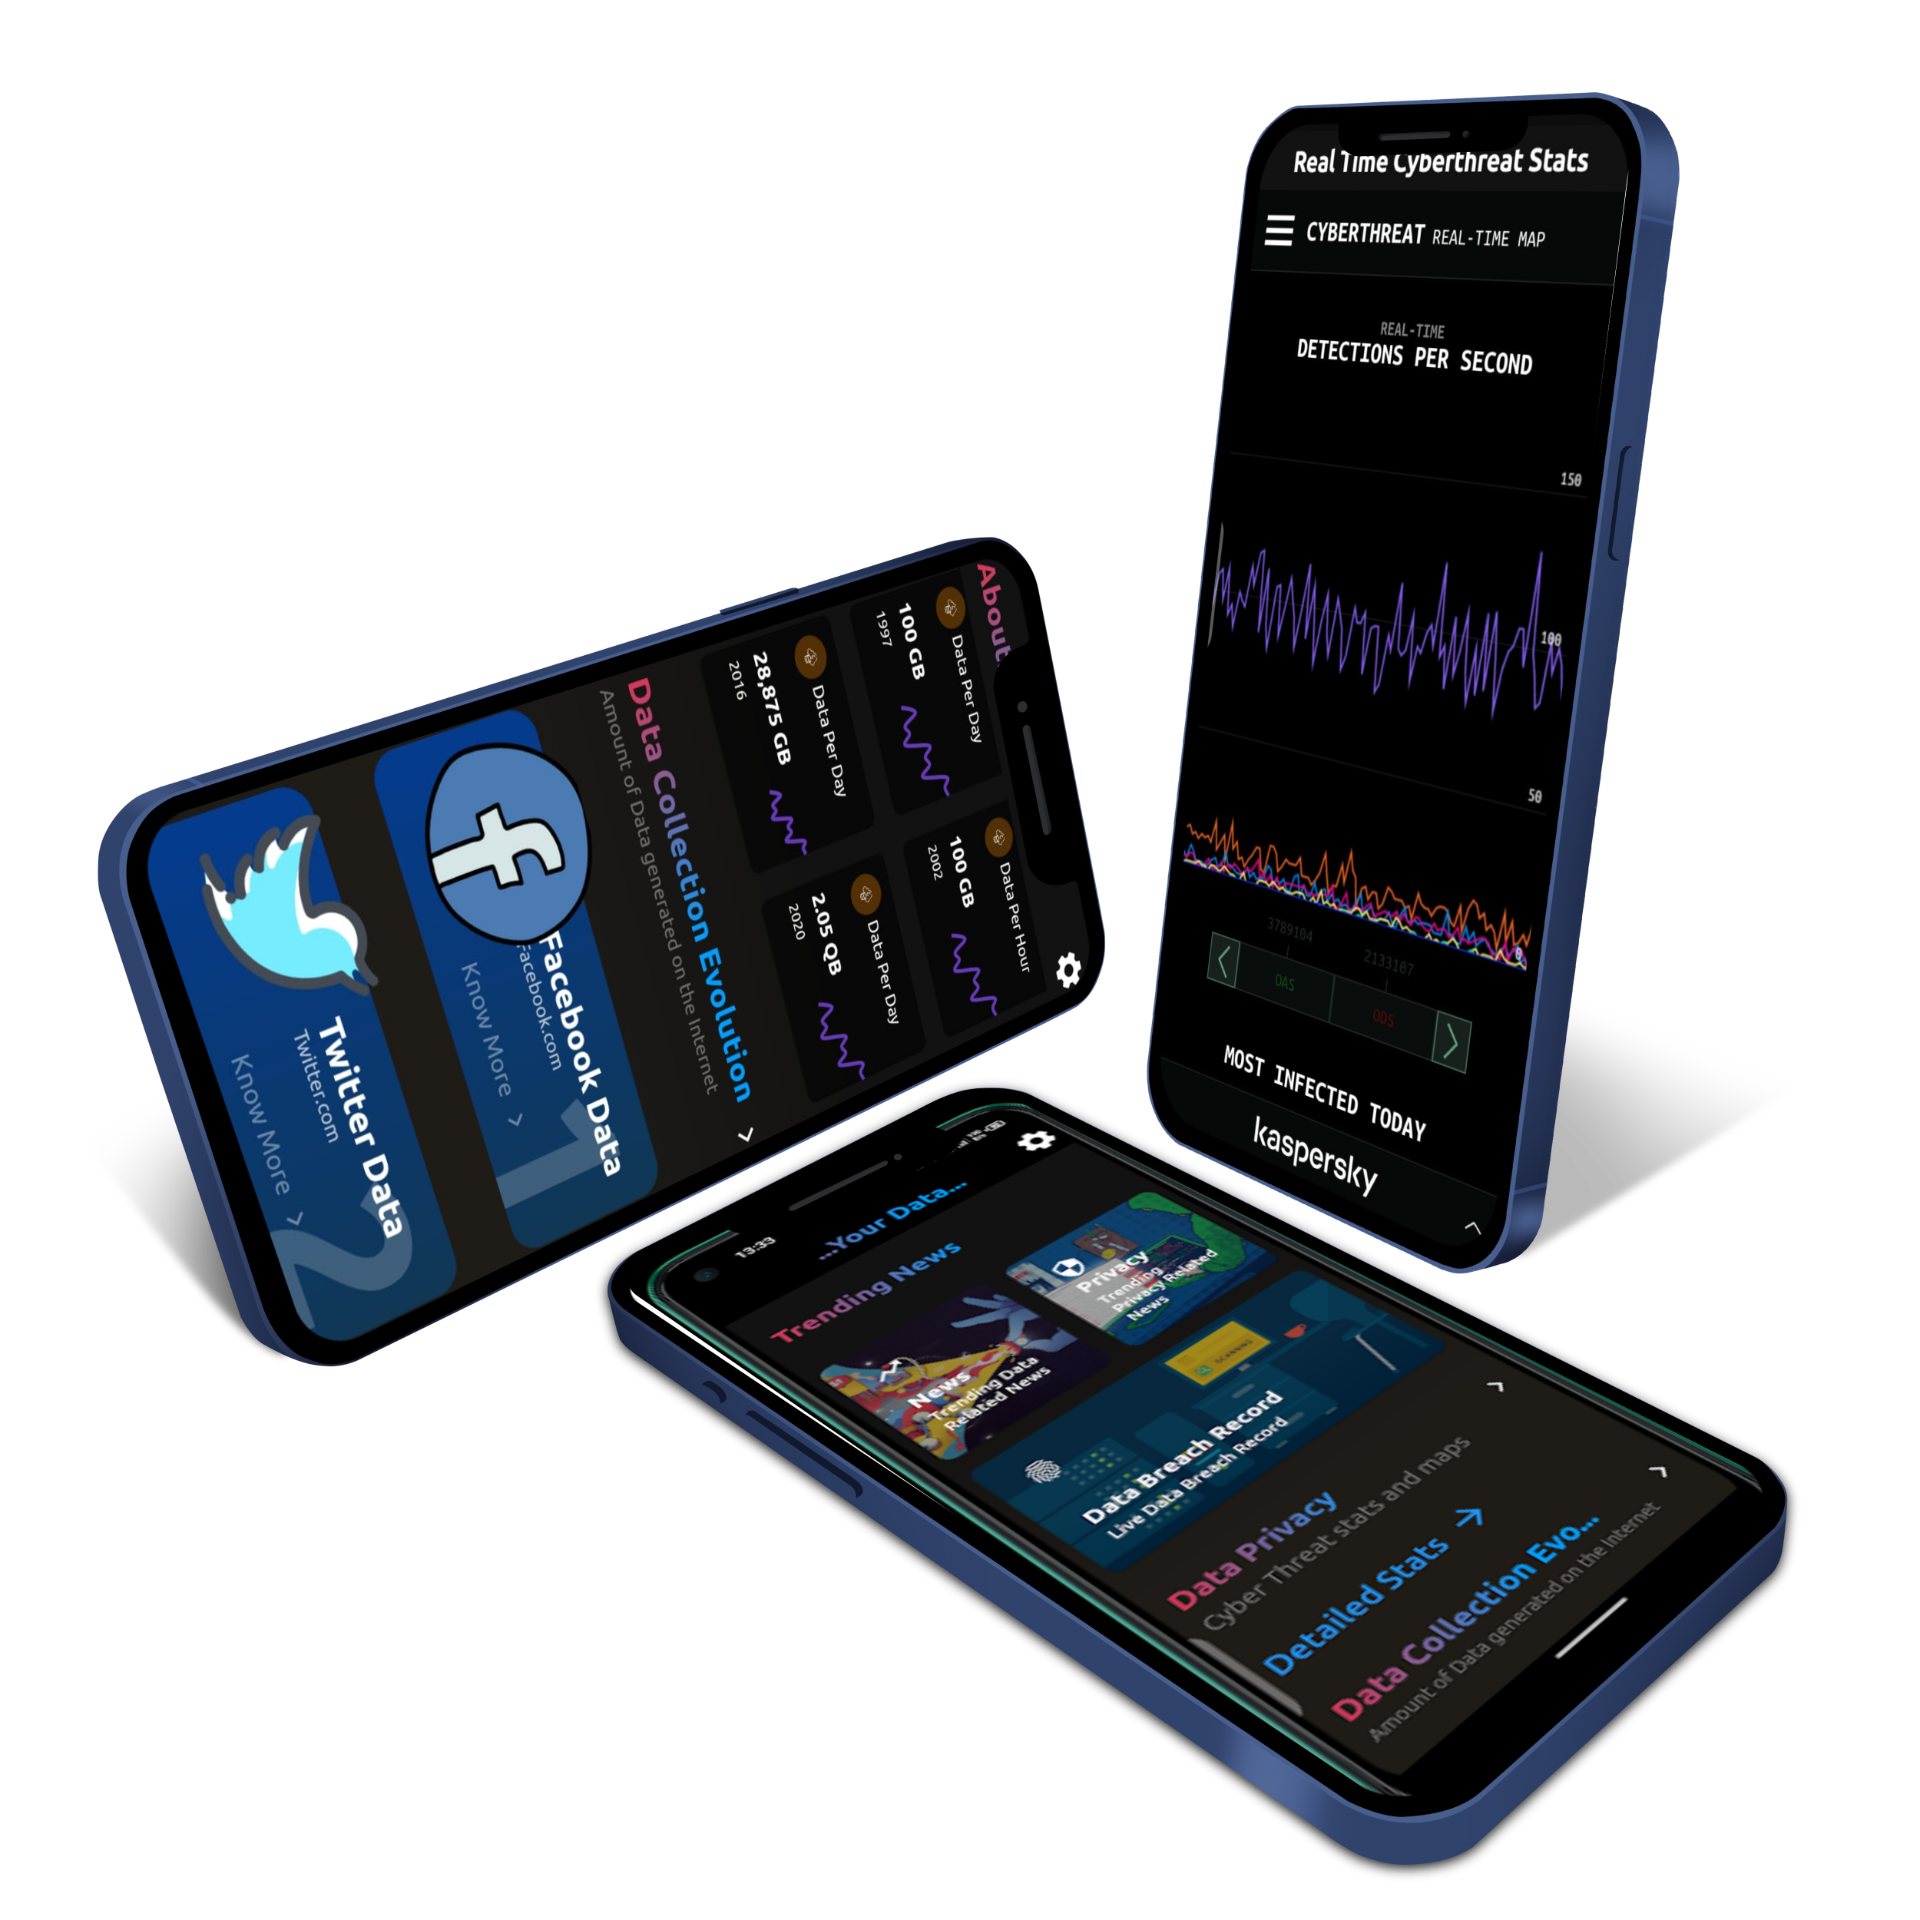 About
Data Per Day
100 GB
1997
Data Per Hour
100 GB
2002
Data Per Day
28,875 GB
2016
Data Per Day
2.05 QB
2020
Data Collection Evolution
Amount of Data generated on the Internet
1
Facebook Data
Facebook.com
Know More
2
Twitter Data
Twitter.com
Know More
Real Time Cyberthreat Stats
CYBERTHREAT REAL-TIME MAP
REAL-TIME
DETECTIONS PER SECOND
150
100
50
0
3789104
2133107
OAS
ODS
MOST INFECTED TODAY
kaspersky
13:33
...Your Data...
Trending News
News
Trending Data
Related News
Privacy
Trending
Privacy Related
News
SCANNING
Data Breach Record
Live Data Breach Record
Data Privacy
Cyber Threat stats and maps
Detailed Stats
Data Collection Evo...
Amount of Data generated on the Internet